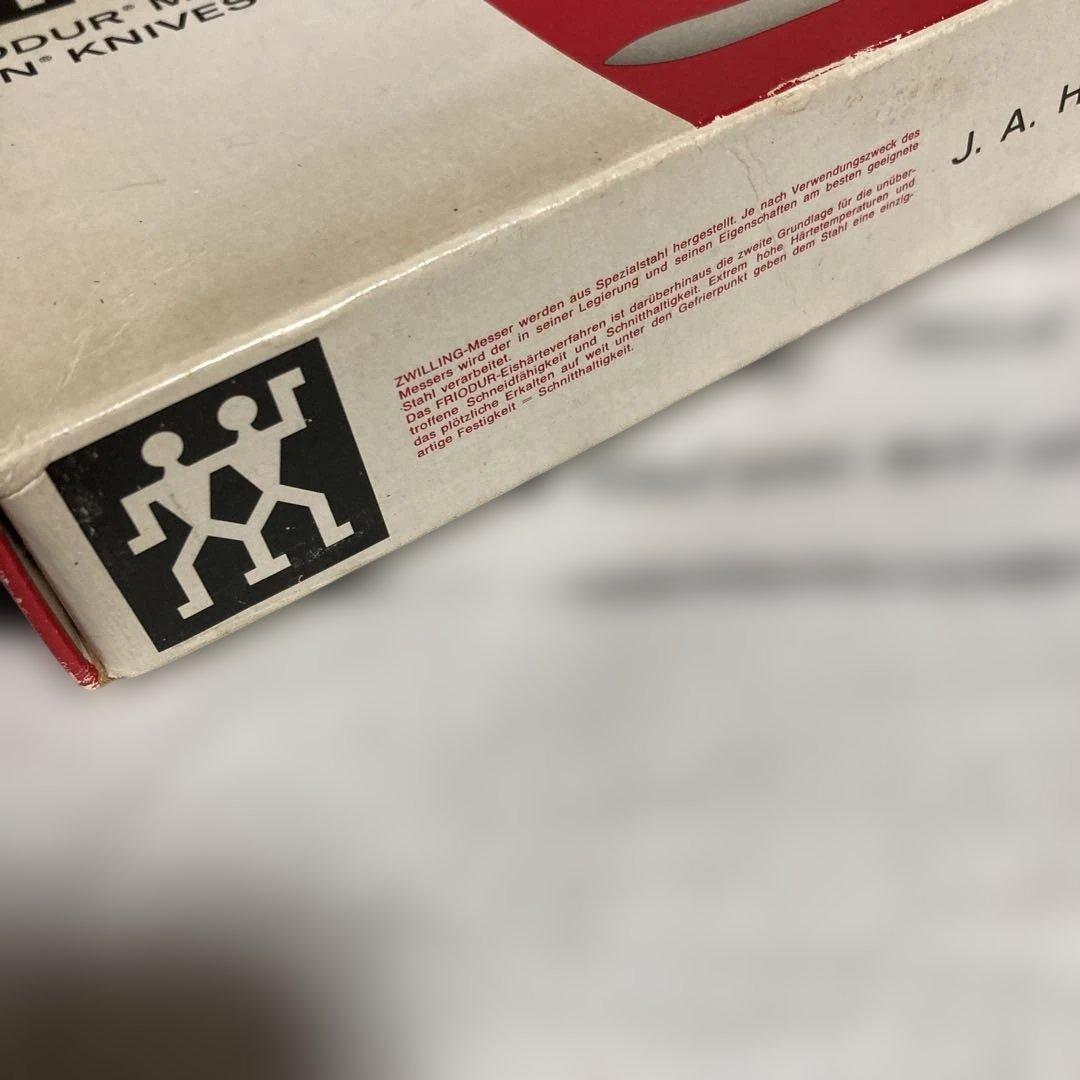 ODUR® M
N® KNIVES
J. A. H
ZWILLING-Messer werden aus Spezialstahl hergestellt. Je nach Verwendungszweck des
Messers wird der in seiner Legierung und seinen Eigenschaften am besten geeignete
Stahl verarbeitet.
Das FRIODUR-Eishärteverfahren ist darüberhinaus die zweite Grundlage für die unüber-
troffene Schneidfähigkeit und Schnitthaltigkeit. Extrem hohe Härtetemperaturen und
das plötzliche Erkalten auf weit unter den Gefrierpunkt geben dem Stahl eine einzig-
artige Festigkeit = Schnitthaltigkeit.